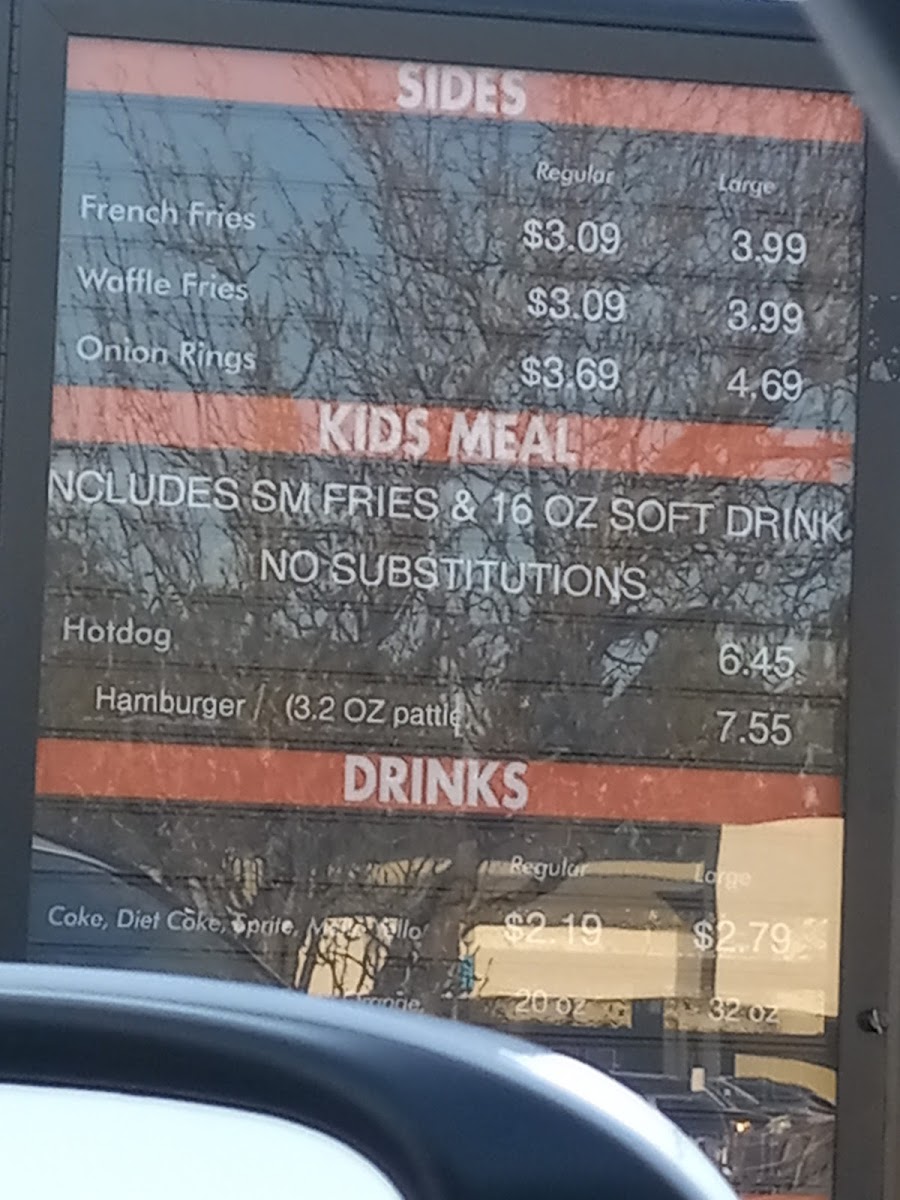 SIDES
Regular Large
French Fries $3.09 3.99
Waffle Fries $3.09 3.99
Onion Rings $3.69 4.69
KIDS MEAL
NCLUDES SM FRIES & 16 OZ SOFT DRINK
NO SUBSTITUTIONS
Hotdog 6.45
Hamburger / (3.2 OZ pattie)
7.55
DRINKS
Regular Large
Coke, Diet Coke, Sprite, $2.19 $2.79
20 oz 32 oz